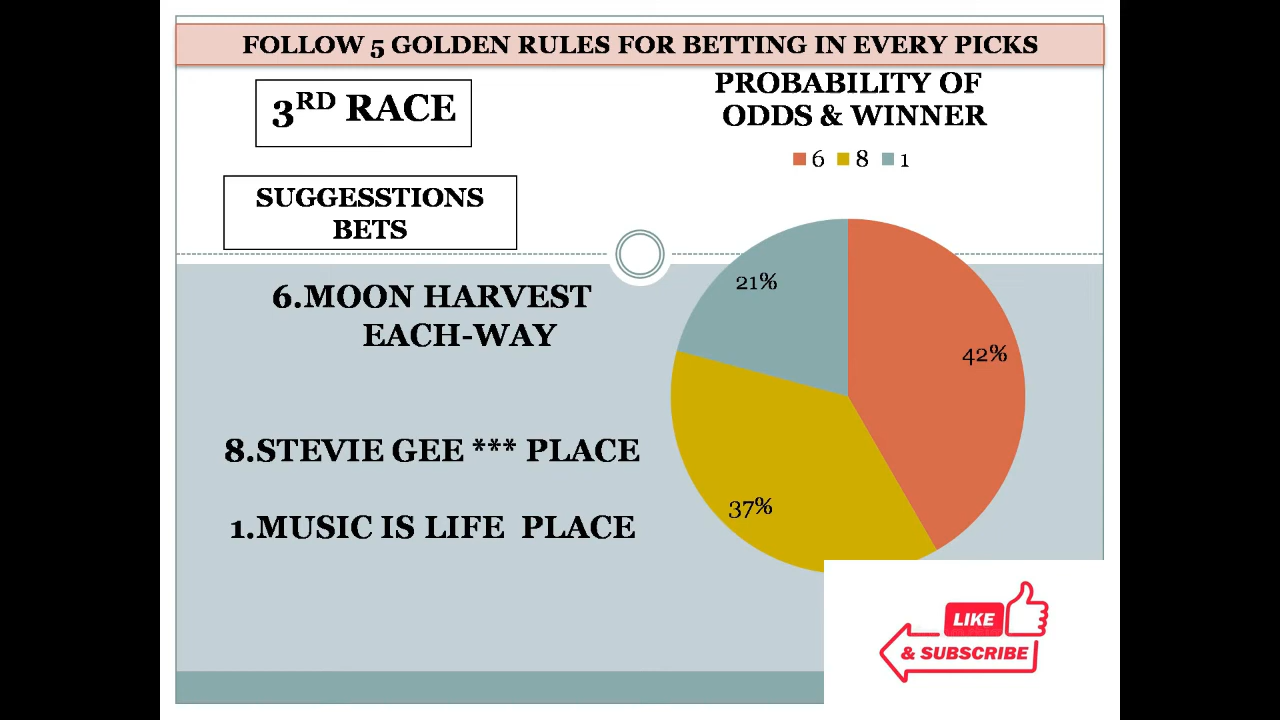 FOLLOW 5 GOLDEN RULES FOR BETTING IN EVERY PICKS
3RD RACE
SUGGESSTIONS
BETS
6.MOON HARVEST
EACH-WAY
8.STEVIE GEE *** PLACE
1.MUSIC IS LIFE PLACE
PROBABILITY OF
ODDS & WINNER
6 8 1
21%
42%
37%
LIKE
& SUBSCRIBE